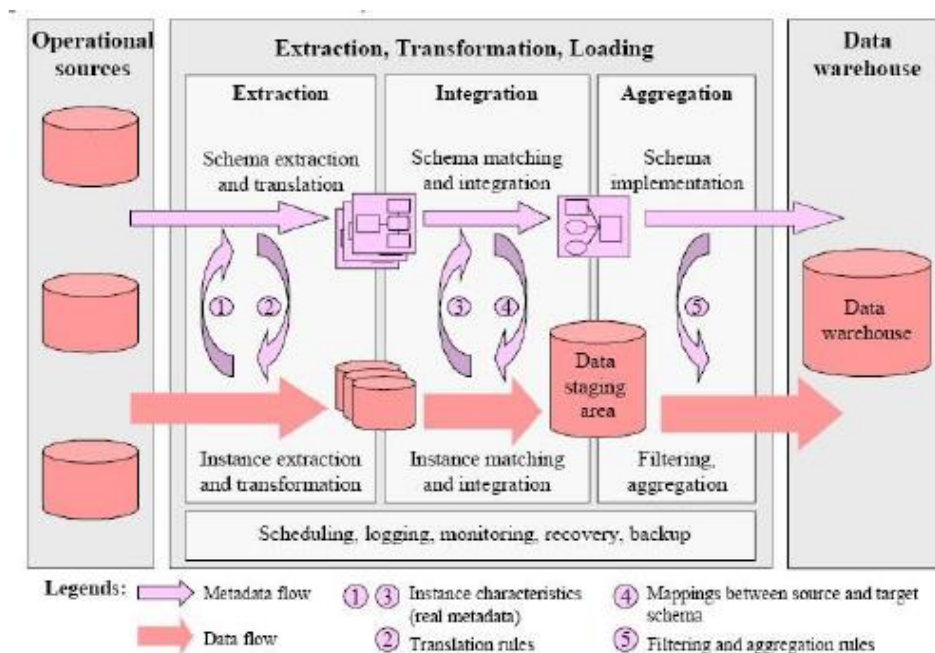 Operational
sources
Extraction, Transformation, Loading
Data
warehouse
Extraction
Integration
Aggregation
Schema extraction
and translation
Schema matching
and integration
Schema
implementation
1
2
3
4
5
Data
warehouse
Data
staging
area
Instance extraction
and transformation
Instance matching
and integration
Filtering,
aggregation
Scheduling, logging, monitoring, recovery, backup
Legends:
Metadata flow
Data flow
1 3 Instance characteristics
(real metadata)
2 Translation rules
4 Mappings between source and target
schema
5 Filtering and aggregation rules